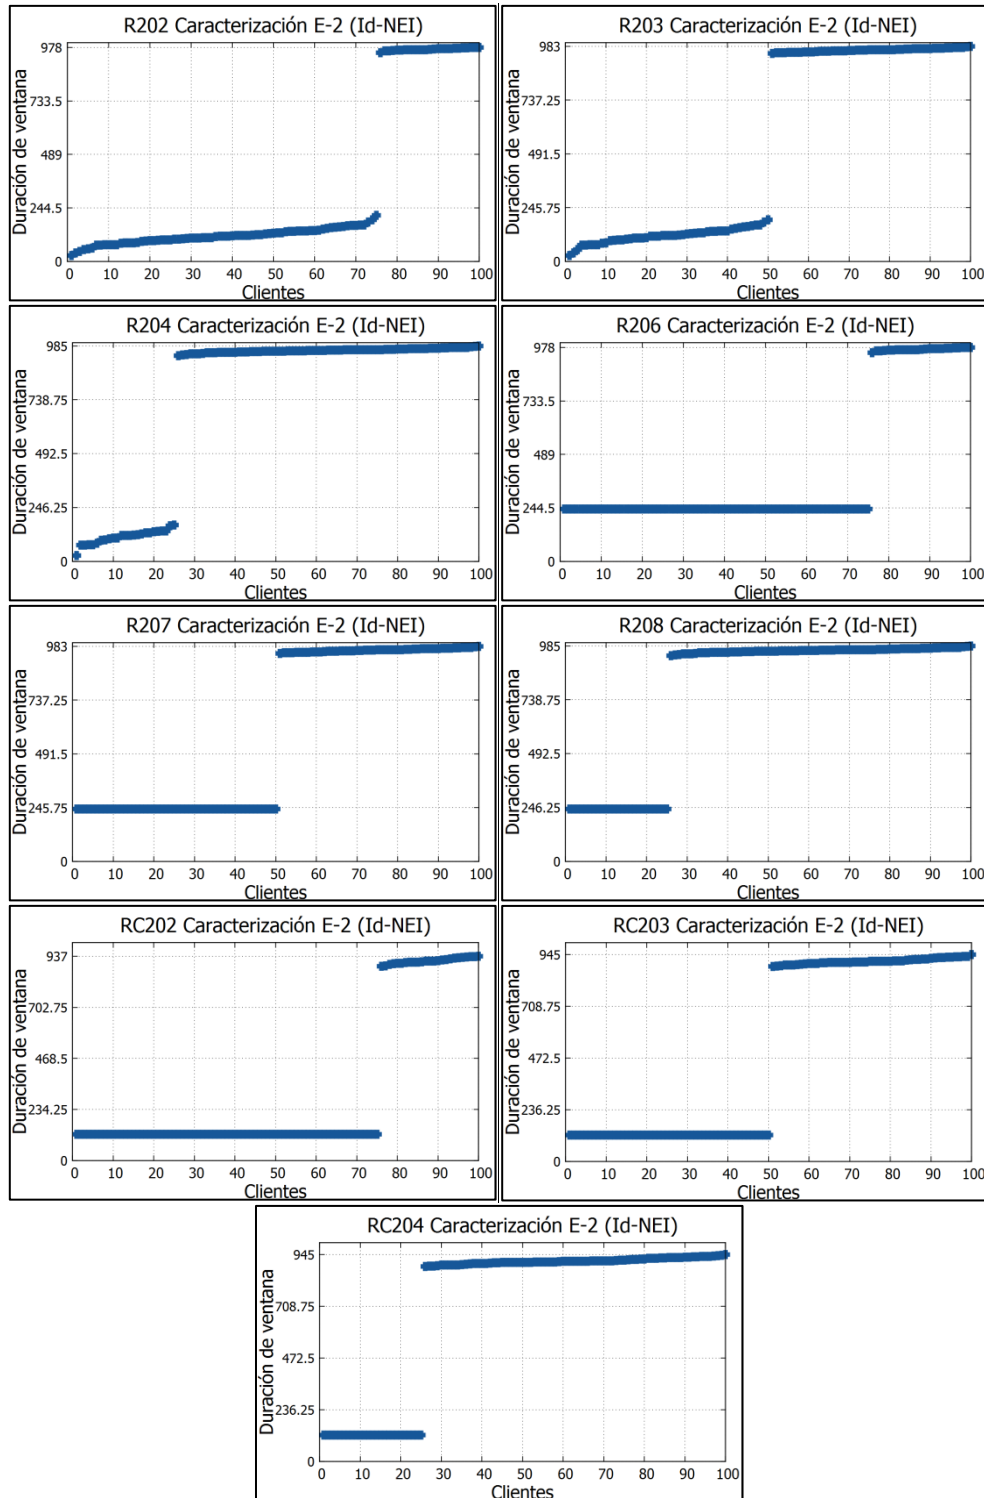 R202 Caracterización E-2 (Id-NEI)
Duración de ventana
978
733.5
489
244.5
0
0 10 20 30 40 50 60 70 80 90 100
Clientes
R203 Caracterización E-2 (Id-NEI)
Duración de ventana
983
737.25
491.5
245.75
0
0 10 20 30 40 50 60 70 80 90 100
Clientes
R204 Caracterización E-2 (Id-NEI)
Duración de ventana
985
738.75
492.5
246.25
0
0 10 20 30 40 50 60 70 80 90 100
Clientes
R206 Caracterización E-2 (Id-NEI)
Duración de ventana
978
733.5
489
244.5
0
0 10 20 30 40 50 60 70 80 90 100
Clientes
R207 Caracterización E-2 (Id-NEI)
Duración de ventana
983
737.25
491.5
245.75
0
0 10 20 30 40 50 60 70 80 90 100
Clientes
R208 Caracterización E-2 (Id-NEI)
Duración de ventana
985
738.75
492.5
246.25
0
0 10 20 30 40 50 60 70 80 90 100
Clientes
RC202 Caracterización E-2 (Id-NEI)
Duración de ventana
937
702.75
468.5
234.25
0
0 10 20 30 40 50 60 70 80 90 100
Clientes
RC203 Caracterización E-2 (Id-NEI)
Duración de ventana
945
708.75
472.5
236.25
0
0 10 20 30 40 50 60 70 80 90 100
Clientes
RC204 Caracterización E-2 (Id-NEI)
Duración de ventana
945
708.75
472.5
236.25
0
0 10 20 30 40 50 60 70 80 90 100
Clientes